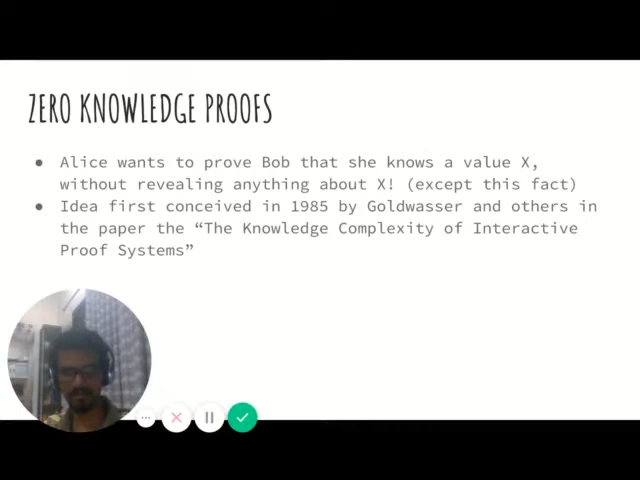 ZERO KNOWLEDGE PROOFS
● Alice wants to prove Bob that she knows a value X,
without revealing anything about X! (except this fact)
● Idea first conceived in 1985 by Goldwasser and others in
the paper the “The Knowledge Complexity of Interactive
Proof Systems”